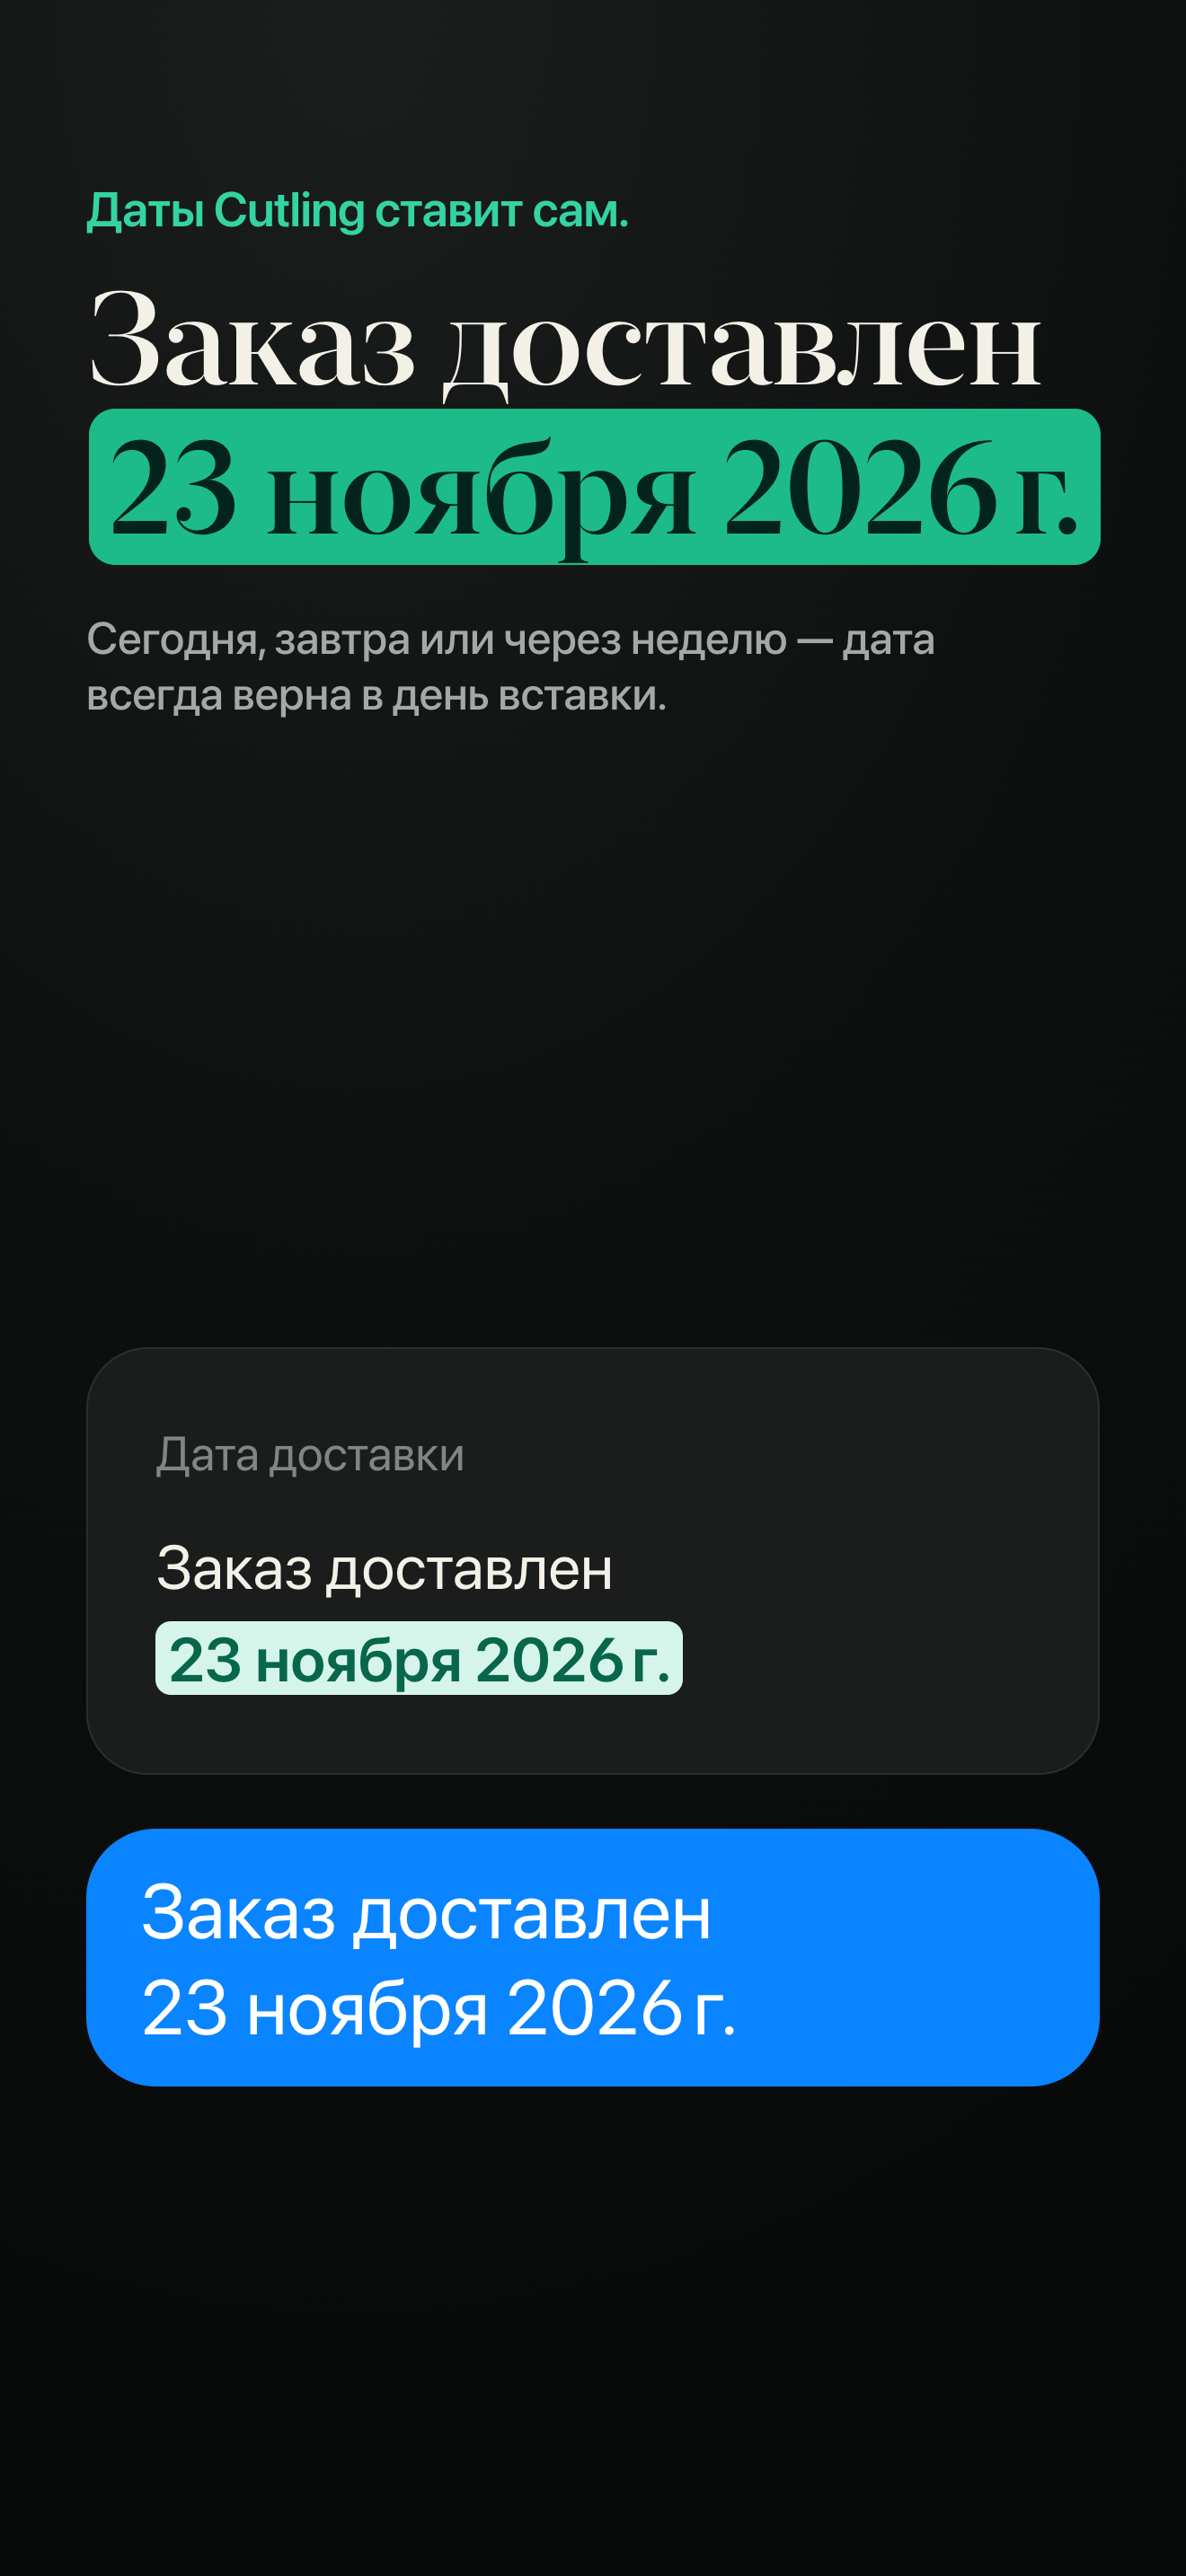 Даты Cutling ставит сам.
Заказ доставлен
23 ноября 2026 г.
Сегодня, завтра или через неделю — дата
всегда верна в день вставки.
Дата доставки
Заказ доставлен
23 ноября 2026 г.
Заказ доставлен
23 ноября 2026 г.